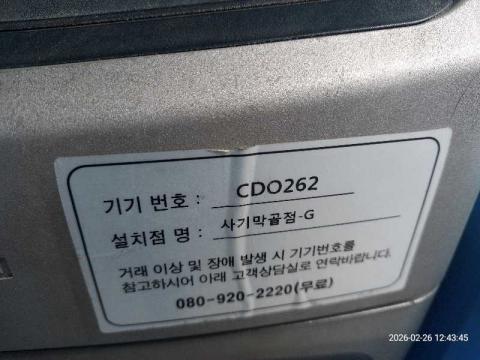 기기 번호 : CDO262
설치점 명 : 사기막골점-G
거래 이상 및 장애 발생 시 기기번호를
참고하시어 아래 고객상담실로 연락바랍니다.
080-920-2220(무료)
2026-02-26 12:43:45